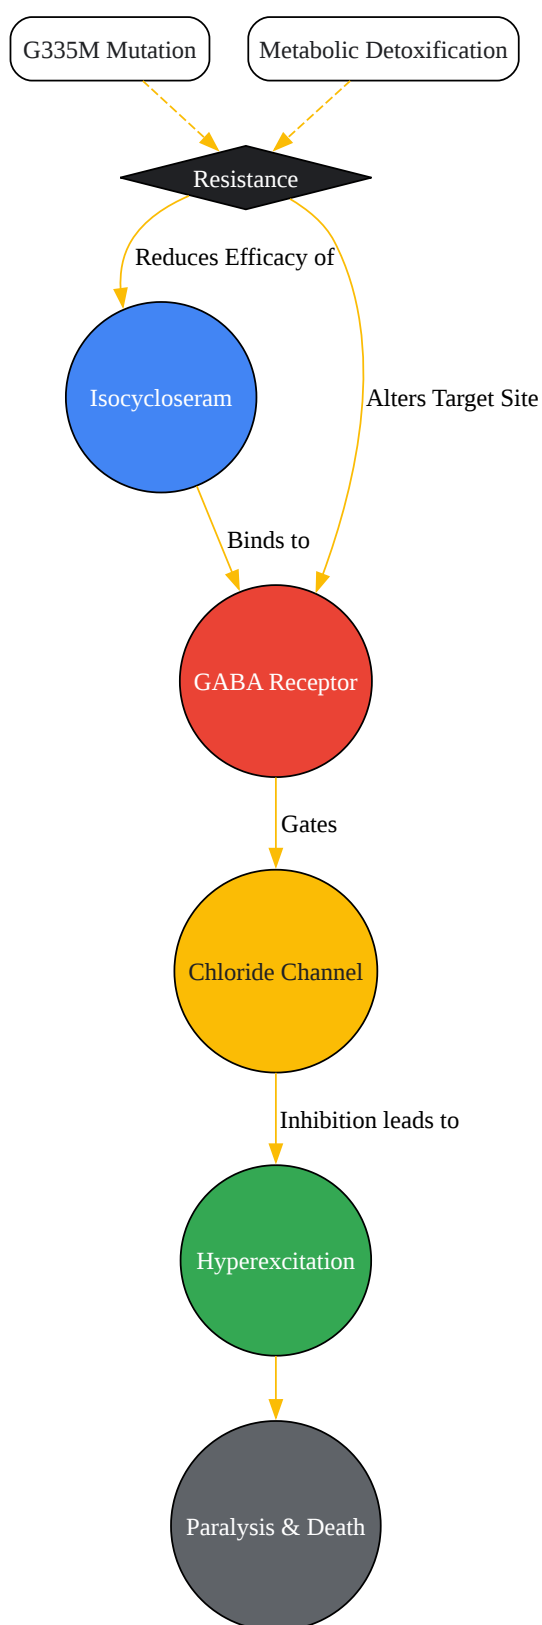 G335M Mutation
Metabolic Detoxification
Resistance
Reduces Efficacy of
Isocycloseram
Alters Target Site
Binds to
GABA Receptor
Gates
Chloride Channel
Inhibition leads to
Hyperexcitation
Paralysis & Death